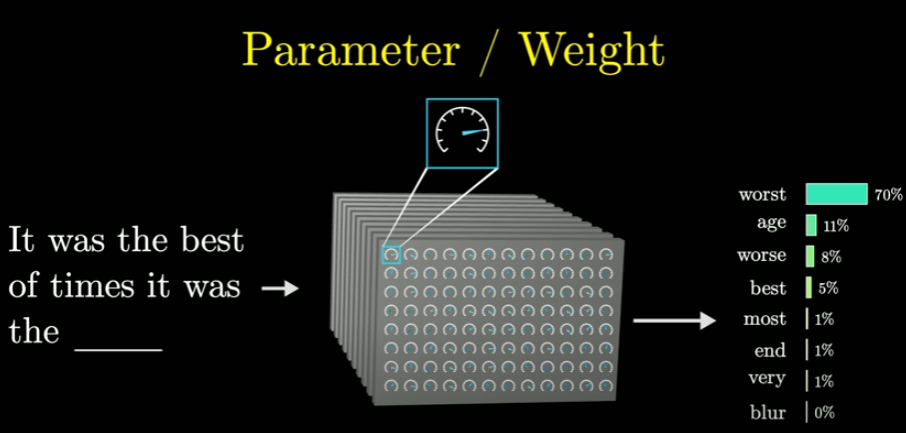 Parameter / Weight
It was the best
of times it was
the
worst 70%
age 11%
worse 8%
best 5%
most 1%
end 1%
very 1%
blur 0%